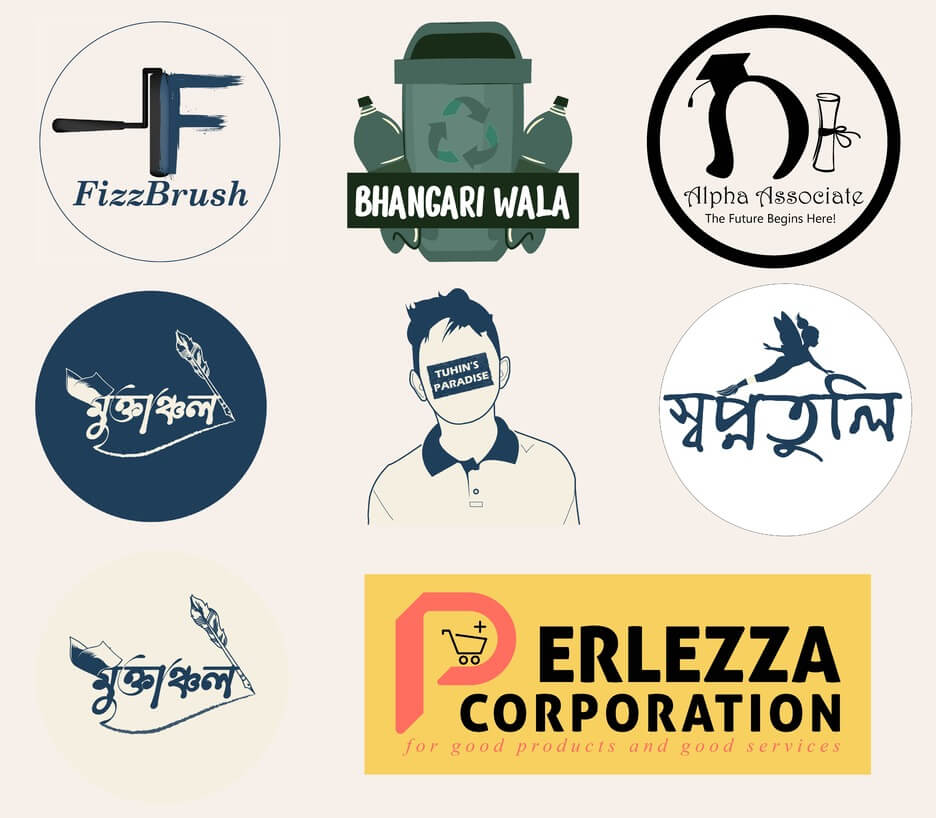 FizzBrush
BHANGARI WALA
Alpha Associate
The Future Begins Here!
মুক্তাঞ্চল
TUHIN'S
PARADISE
স্বপ্নতুলি
মুক্তাঞ্চল
PERLEZZA
CORPORATION
for good products and good services